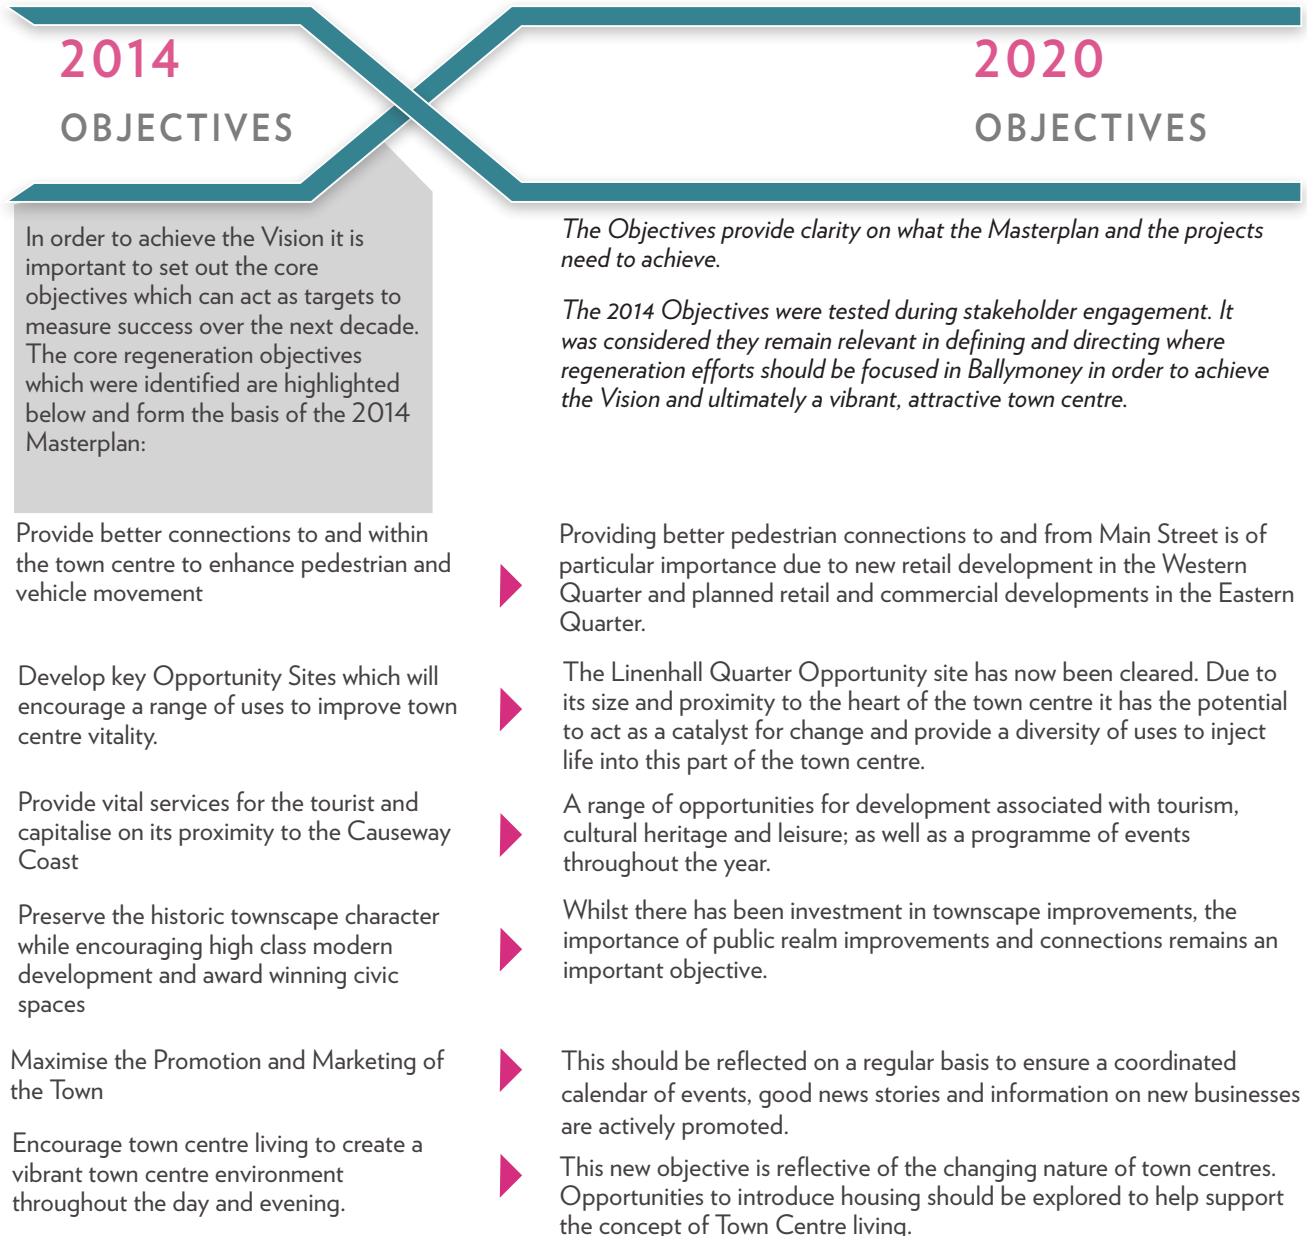 2014
OBJECTIVES
2020
OBJECTIVES
In order to achieve the Vision it is
important to set out the core
objectives which can act as targets to
measure success over the next decade.
The core regeneration objectives
which were identified are highlighted
below and form the basis of the 2014
Masterplan:
The Objectives provide clarity on what the Masterplan and the projects
need to achieve.
The 2014 Objectives were tested during stakeholder engagement. It
was considered they remain relevant in defining and directing where
regeneration efforts should be focused in Ballymoney in order to achieve
the Vision and ultimately a vibrant, attractive town centre.
Provide better connections to and within
the town centre to enhance pedestrian and
vehicle movement
Providing better pedestrian connections to and from Main Street is of
particular importance due to new retail development in the Western
Quarter and planned retail and commercial developments in the Eastern
Quarter.
Develop key Opportunity Sites which will
encourage a range of uses to improve town
centre vitality.
The Linenhall Quarter Opportunity site has now been cleared. Due to
its size and proximity to the heart of the town centre it has the potential
to act as a catalyst for change and provide a diversity of uses to inject
life into this part of the town centre.
Provide vital services for the tourist and
capitalise on its proximity to the Causeway
Coast
A range of opportunities for development associated with tourism,
cultural heritage and leisure; as well as a programme of events
throughout the year.
Preserve the historic townscape character
while encouraging high class modern
development and award winning civic
spaces
Whilst there has been investment in townscape improvements, the
importance of public realm improvements and connections remains an
important objective.
Maximise the Promotion and Marketing of
the Town
This should be reflected on a regular basis to ensure a coordinated
calendar of events, good news stories and information on new businesses
are actively promoted.
Encourage town centre living to create a
vibrant town centre environment
throughout the day and evening.
This new objective is reflective of the changing nature of town centres.
Opportunities to introduce housing should be explored to help support
the concept of Town Centre living.